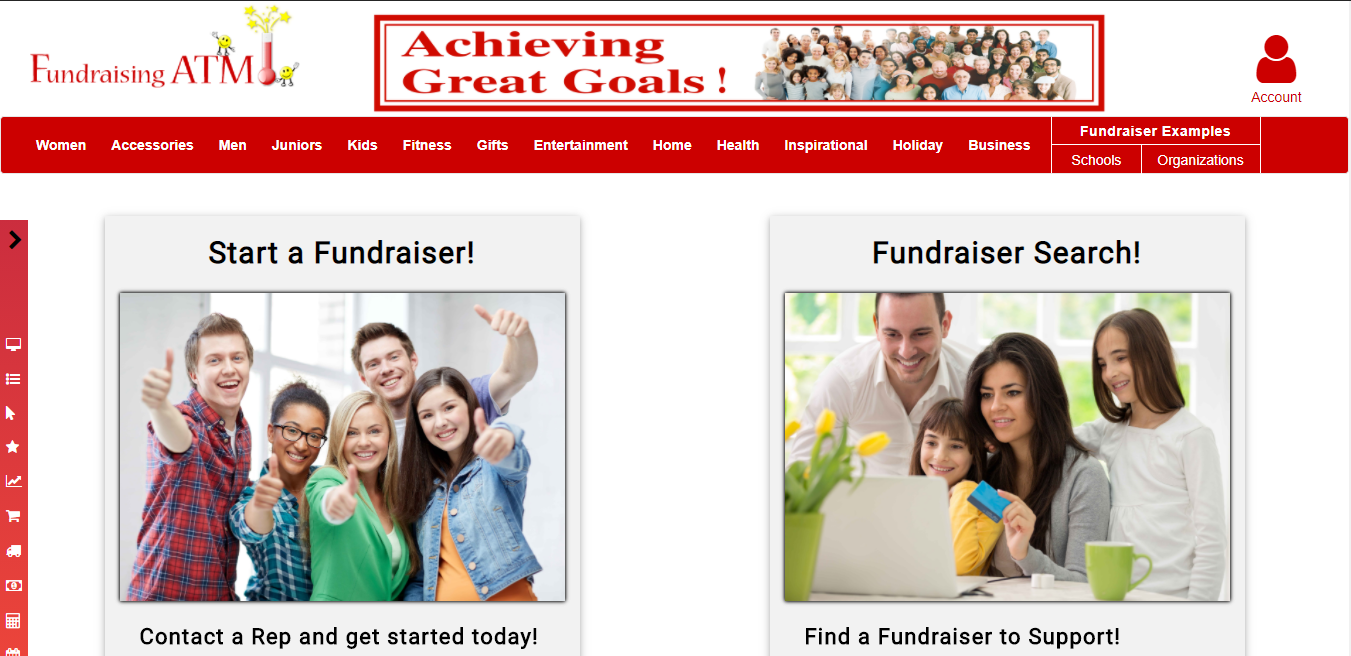 Fundraising ATM
Achieving
Great Goals !
Account
Women Accessories Men Juniors Kids Fitness Gifts Entertainment Home Health Inspirational Holiday Business
Fundraiser Examples
Schools Organizations
Start a Fundraiser!
Fundraiser Search!
Contact a Rep and get started today!
Find a Fundraiser to Support!